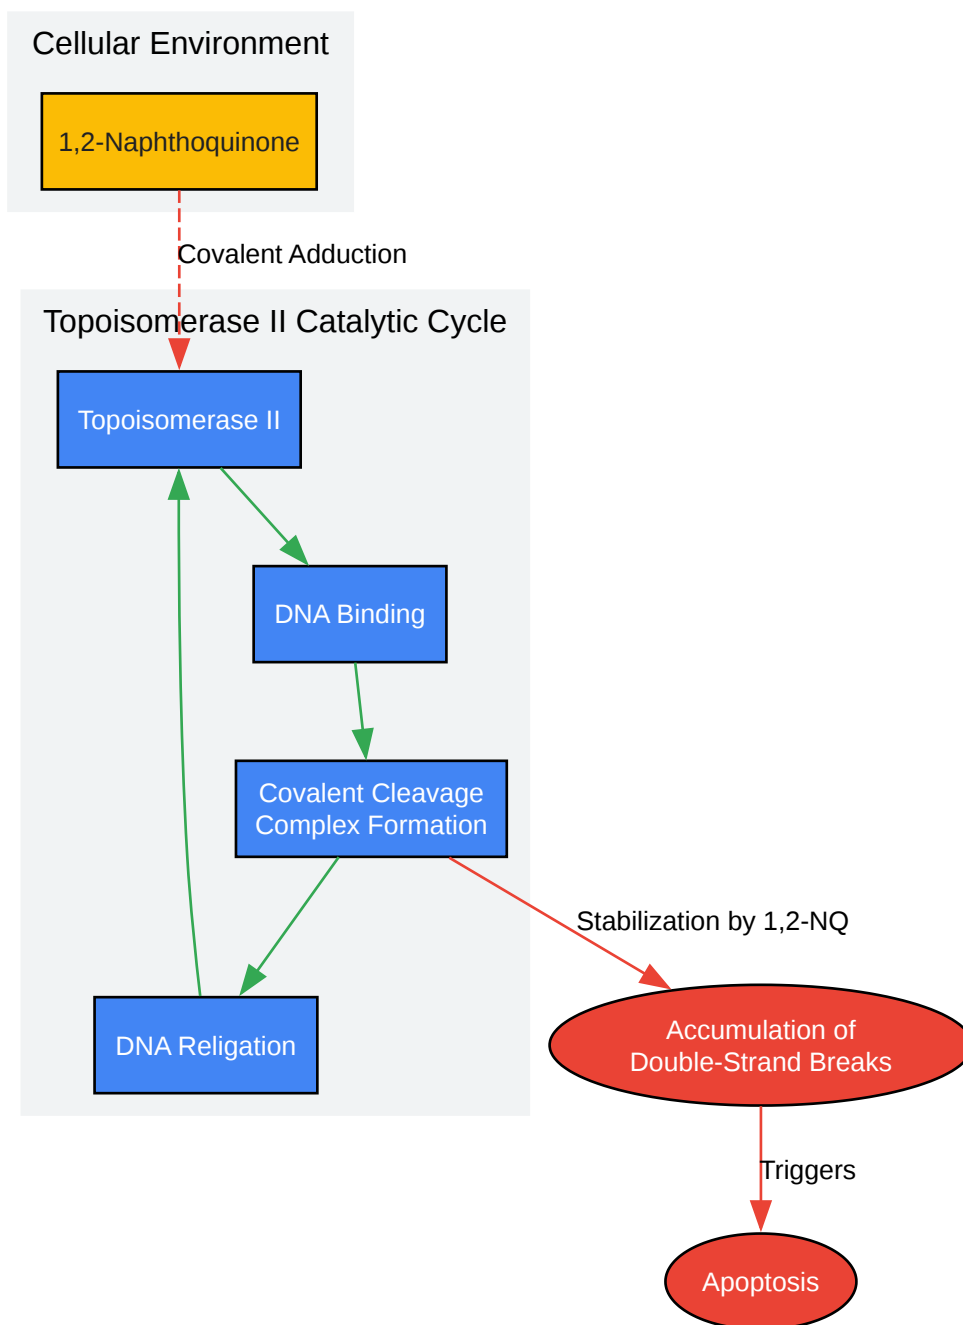 Cellular Environment
1,2-Naphthoquinone
Covalent Adduction
Topoisomerase II Catalytic Cycle
Topoisomerase II
DNA Binding
Covalent Cleavage
Complex Formation
Stabilization by 1,2-NQ
Accumulation of
Double-Strand Breaks
DNA Religation
Triggers
Apoptosis